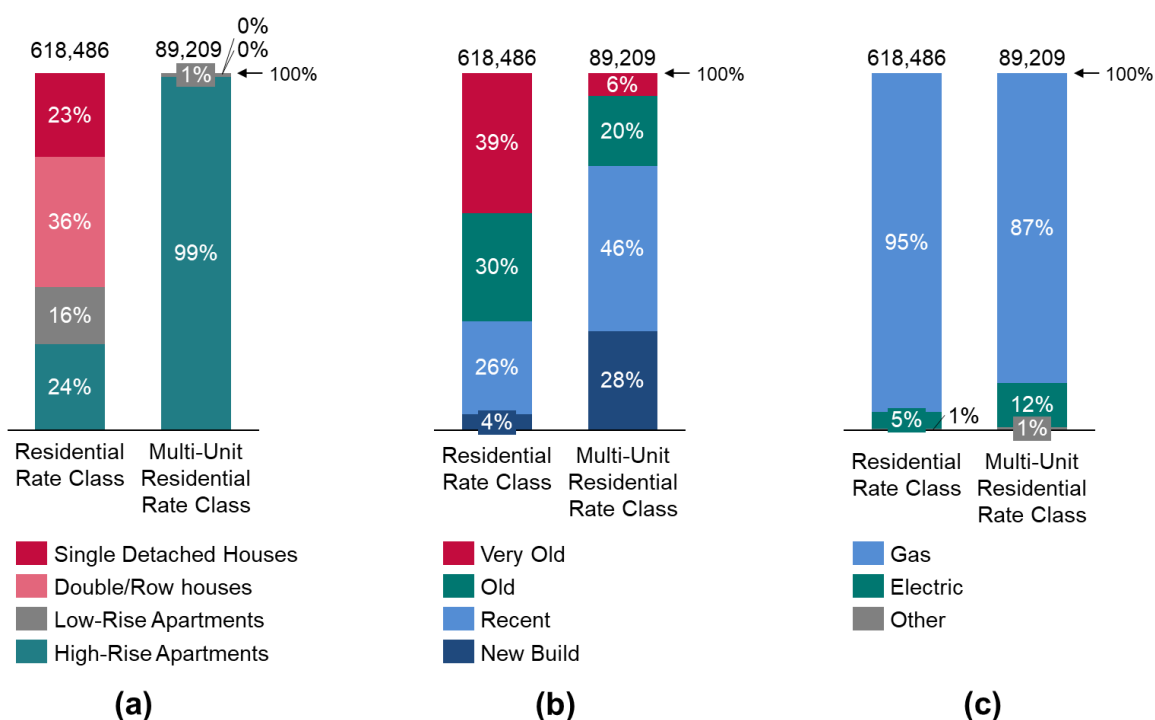 0%
0%
618,486
89,209
1%
100%
23%
36%
16%
24%
99%
Residential
Rate Class
Multi-Unit
Residential
Rate Class
Single Detached Houses
Double/Row houses
Low-Rise Apartments
High-Rise Apartments
(a)
618,486
89,209
100%
39%
30%
26%
4%
6%
20%
46%
28%
Residential
Rate Class
Multi-Unit
Residential
Rate Class
Very Old
Old
Recent
New Build
(b)
618,486
89,209
100%
95%
5%
1%
87%
12%
1%
Residential
Rate Class
Multi-Unit
Residential
Rate Class
Gas
Electric
Other
(c)